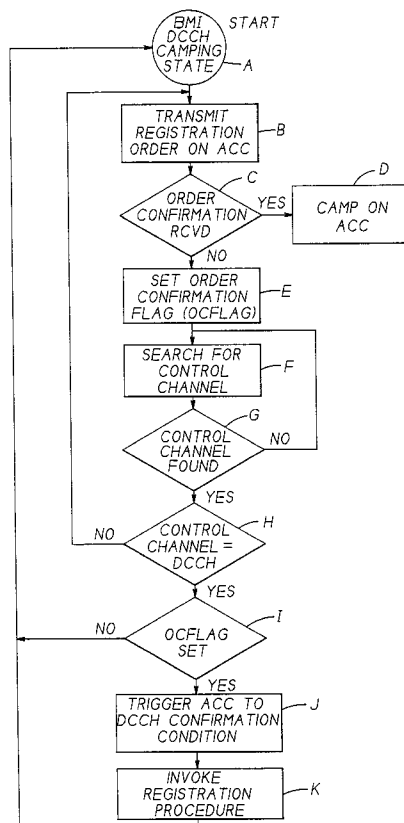 BMI
DCCH
CAMPING
STATE
START
A
TRANSMIT
REGISTRATION
ORDER ON ACC
B
C
ORDER
CONFIRMATION
RCVD
YES
D
CAMP ON
ACC
NO
SET ORDER
CONFIRMATION
FLAG (OCFLAG)
E
SEARCH FOR
CONTROL
CHANNEL
F
G
CONTROL
CHANNEL
FOUND
NO
YES
H
NO
CONTROL
CHANNEL =
DCCH
YES
I
NO
OCFLAG
SET
YES
TRIGGER ACC TO
DCCH CONFIRMATION
CONDITION
J
INVOKE
REGISTRATION
PROCEDURE
K